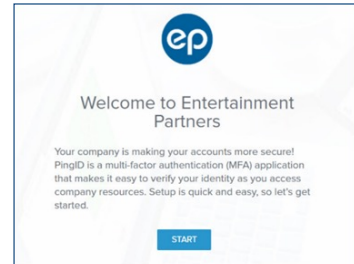 ep
Welcome to Entertainment
Partners
Your company is making your accounts more secure!
PingID is a multi-factor authentication (MFA) application
that makes it easy to verify your identity as you access
company resources. Setup is quick and easy, so let's get
started.
START